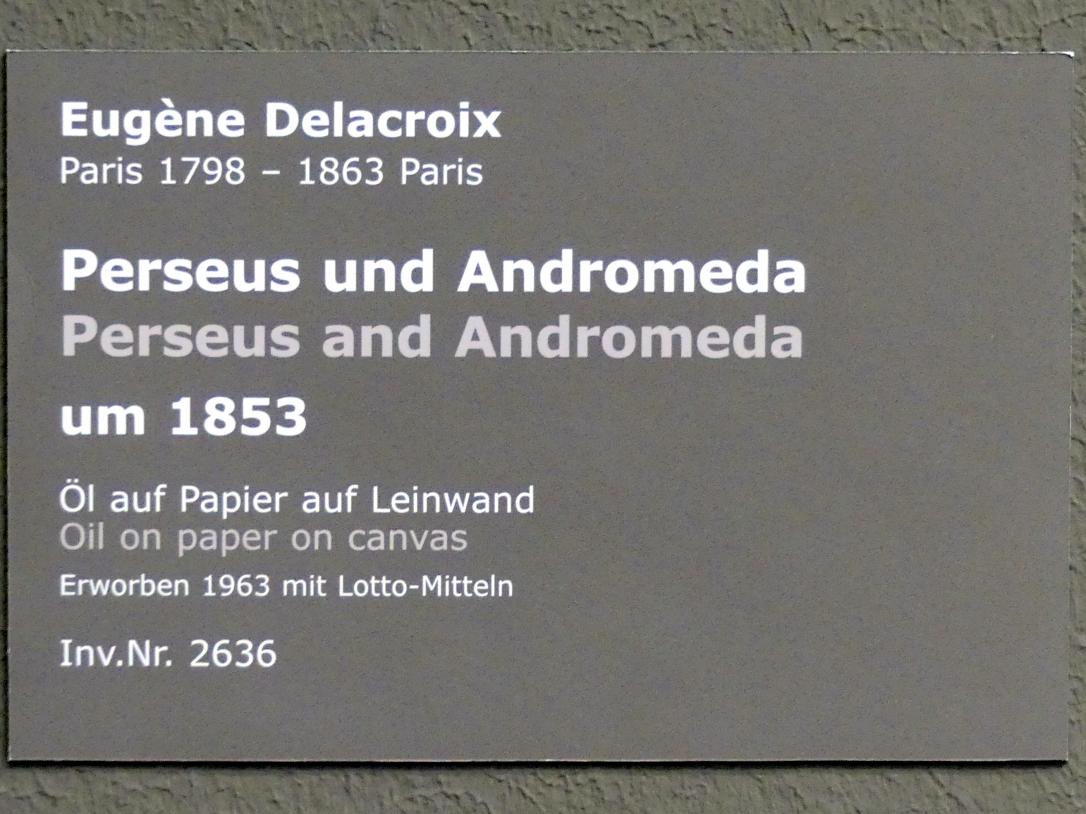 Eugène Delacroix
Paris 1798 – 1863 Paris
Perseus und Andromeda
Perseus and Andromeda
um 1853
Öl auf Papier auf Leinwand
Oil on paper on canvas
Erworben 1963 mit Lotto-Mitteln
Inv.Nr. 2636